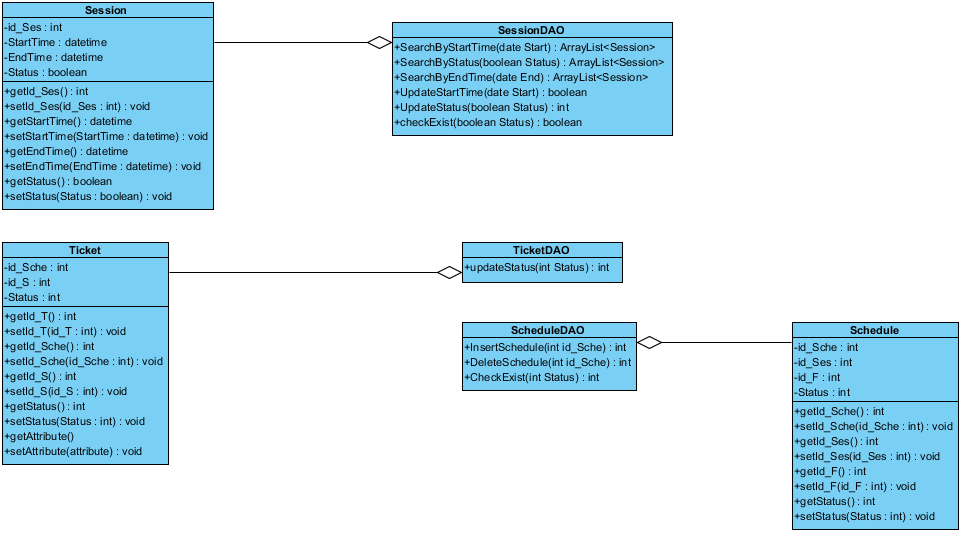 Session
-id_Ses : int
-StartTime : datetime
-EndTime : datetime
-Status : boolean
+getId_Ses() : int
+setId_Ses(id_Ses : int) : void
+getStartTime() : datetime
+setStartTime(StartTime : datetime) : void
+getEndTime() : datetime
+setEndTime(EndTime : datetime) : void
+getStatus() : boolean
+setStatus(Status : boolean) : void
SessionDAO
+SearchByStartTime(date Start) : ArrayList<Session>
+SearchByStatus(boolean Status) : ArrayList<Session>
+SearchByEndTime(date End) : ArrayList<Session>
+UpdateStartTime(date Start) : boolean
+UpdateStatus(boolean Status) : int
+checkExist(boolean Status) : boolean
Ticket
-id_Sche : int
-id_S : int
-Status : int
+getId_T() : int
+setId_T(id_T : int) : void
+getId_Sche() : int
+setId_Sche(id_Sche : int) : void
+getId_S() : int
+setId_S(id_S : int) : void
+getStatus() : int
+setStatus(Status : int) : void
+getAttribute()
+setAttribute(attribute) : void
TicketDAO
+updateStatus(int Status) : int
ScheduleDAO
+InsertSchedule(int id_Sche) : int
+DeleteSchedule(int id_Sche) : int
+CheckExist(int Status) : int
Schedule
-id_Sche : int
-id_Ses : int
-id_F : int
-Status : int
+getId_Sche() : int
+setId_Sche(id_Sche : int) : void
+getId_Ses() : int
+setId_Ses(id_Ses : int) : void
+getId_F() : int
+setId_F(id_F : int) : void
+getStatus() : int
+setStatus(Status : int) : void